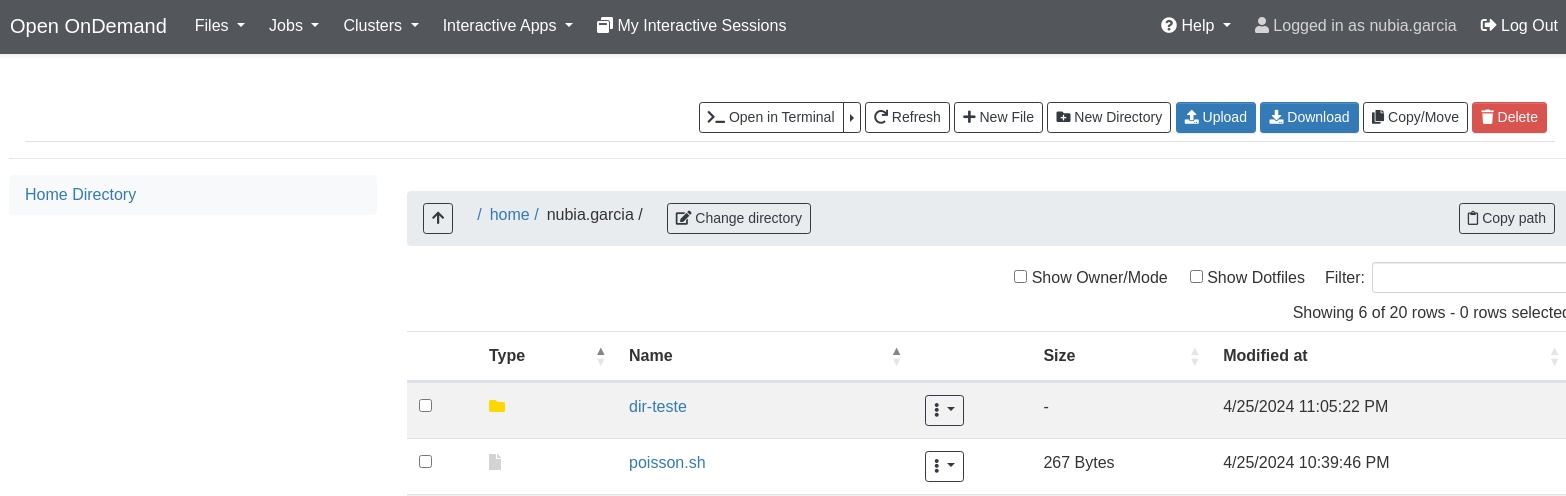 Open OnDemand Files Jobs Clusters Interactive Apps My Interactive Sessions Help Logged in as nubia.garcia Log Out
Open in Terminal Refresh New File New Directory Upload Download Copy/Move Delete
Home Directory
/ home / nubia.garcia / Change directory Copy path
Show Owner/Mode Show Dotfiles Filter:
Showing 6 of 20 rows - 0 rows selected
Type Name Size Modified at
dir-teste - 4/25/2024 11:05:22 PM
poisson.sh 267 Bytes 4/25/2024 10:39:46 PM